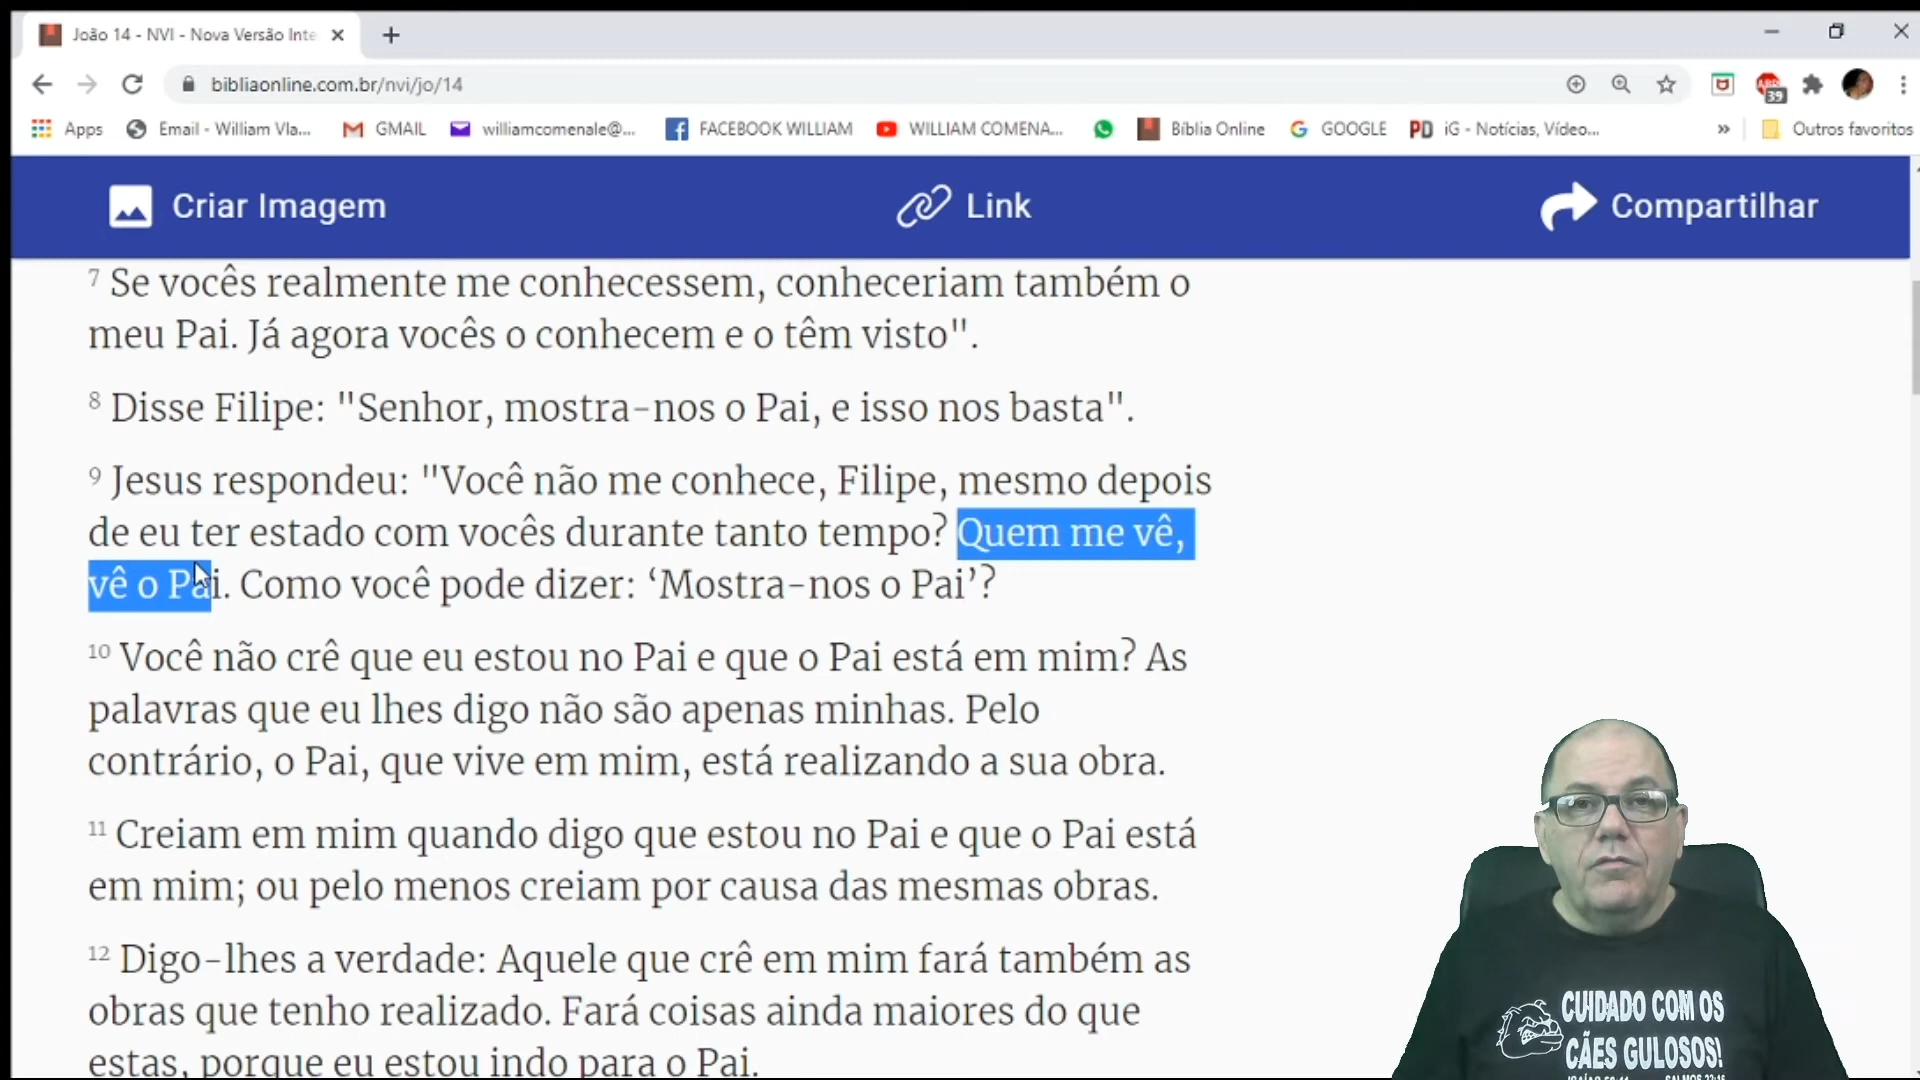 João 14 - NVI - Nova Versão Inte
bibliaonline.com.br/nvi/jo/14
39
Apps
Email - William Vla...
GMAIL
williamcomenale@...
FACEBOOK WILLIAM
WILLIAM COMENA...
Bíblia Online
GOOGLE
iG - Notícias, Vídeo...
Outros favoritos
Criar Imagem
Link
Compartilhar
7 Se vocês realmente me conhecessem, conheceriam também o
meu Pai. Já agora vocês o conhecem e o têm visto".
8 Disse Filipe: "Senhor, mostra-nos o Pai, e isso nos basta".
9 Jesus respondeu: "Você não me conhece, Filipe, mesmo depois
de eu ter estado com vocês durante tanto tempo? Quem me vê,
vê o Pai. Como você pode dizer: ‘Mostra-nos o Pai’?
10 Você não crê que eu estou no Pai e que o Pai está em mim? As
palavras que eu lhes digo não são apenas minhas. Pelo
contrário, o Pai, que vive em mim, está realizando a sua obra.
11 Creiam em mim quando digo que estou no Pai e que o Pai está
em mim; ou pelo menos creiam por causa das mesmas obras.
12 Digo-lhes a verdade: Aquele que crê em mim fará também as
obras que tenho realizado. Fará coisas ainda maiores do que
estas, porque eu estou indo para o Pai.
CUIDADO COM OS
CÃES GULOSOS!